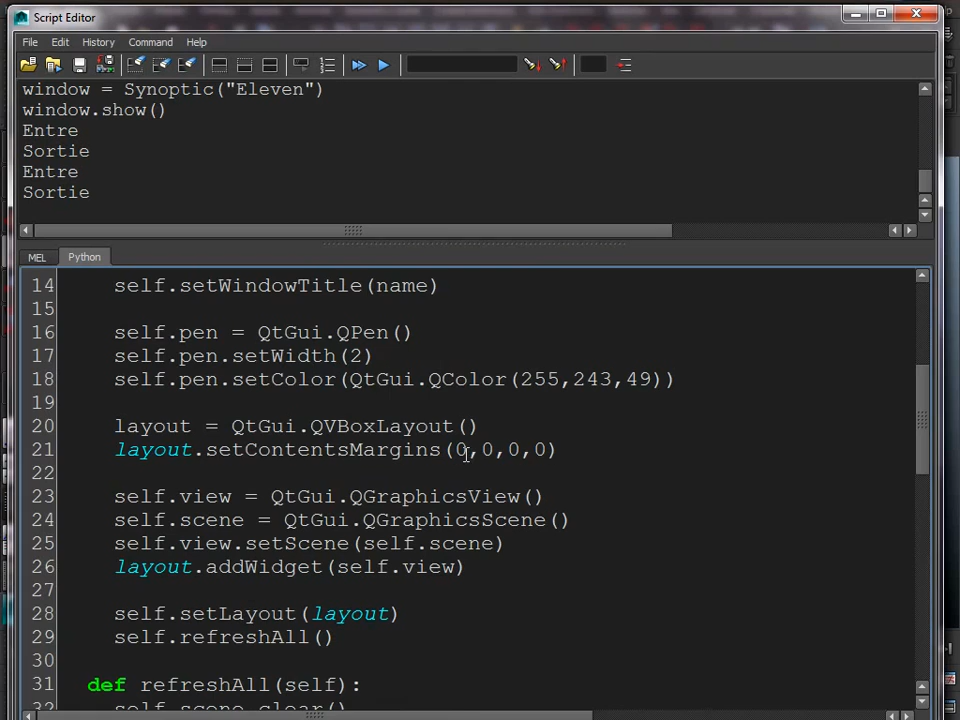 Script Editor
File Edit History Command Help
window = Synoptic("Eleven")
window.show()
Entre
Sortie
Entre
Sortie
MEL Python
14 self.setWindowTitle(name)
15
16 self.pen = QtGui.QPen()
17 self.pen.setWidth(2)
18 self.pen.setColor(QtGui.QColor(255,243,49))
19
20 layout = QtGui.QVBoxLayout()
21 layout.setContentsMargins(0,0,0,0)
22
23 self.view = QtGui.QGraphicsView()
24 self.scene = QtGui.QGraphicsScene()
25 self.view.setScene(self.scene)
26 layout.addWidget(self.view)
27
28 self.setLayout(layout)
29 self.refreshAll()
30
31 def refreshAll(self):
32 self.scene.clear()